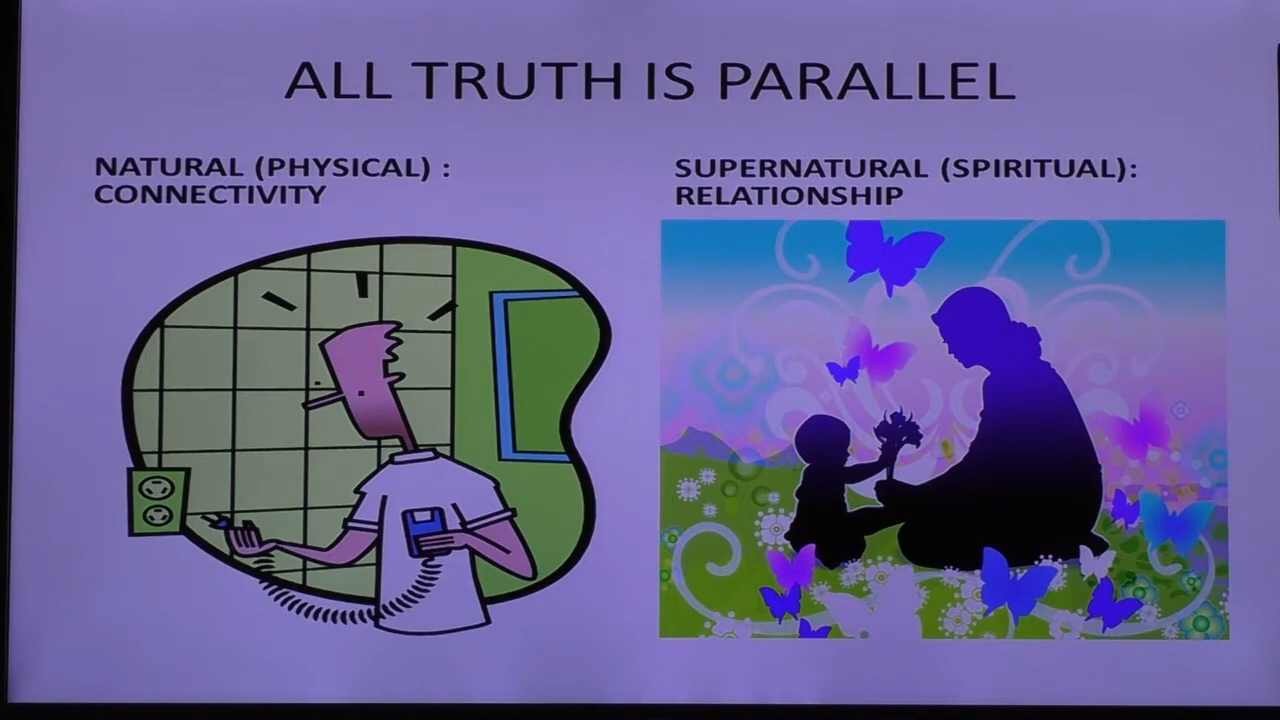 ALL TRUTH IS PARALLEL
NATURAL (PHYSICAL) :
CONNECTIVITY
SUPERNATURAL (SPIRITUAL):
RELATIONSHIP